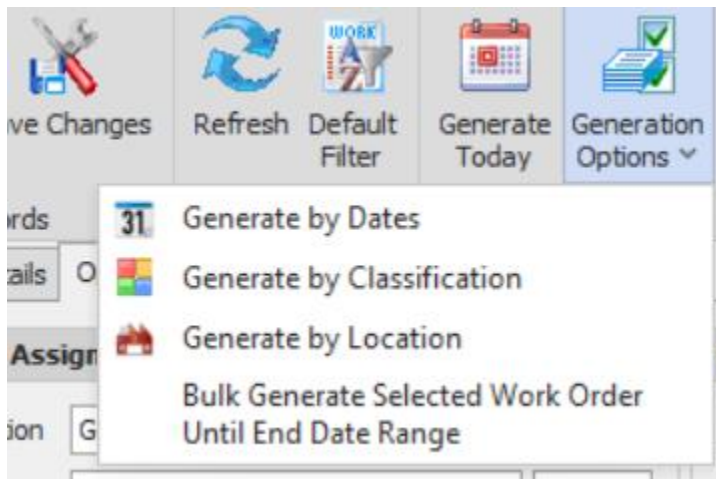 WORK
A
Z
ve Changes
Refresh
Default
Filter
Generate
Today
Generation
Options
rds
31
Generate by Dates
ails
O
Generate by Classification
Assign
Generate by Location
Bulk Generate Selected Work Order
Until End Date Range
ion
G